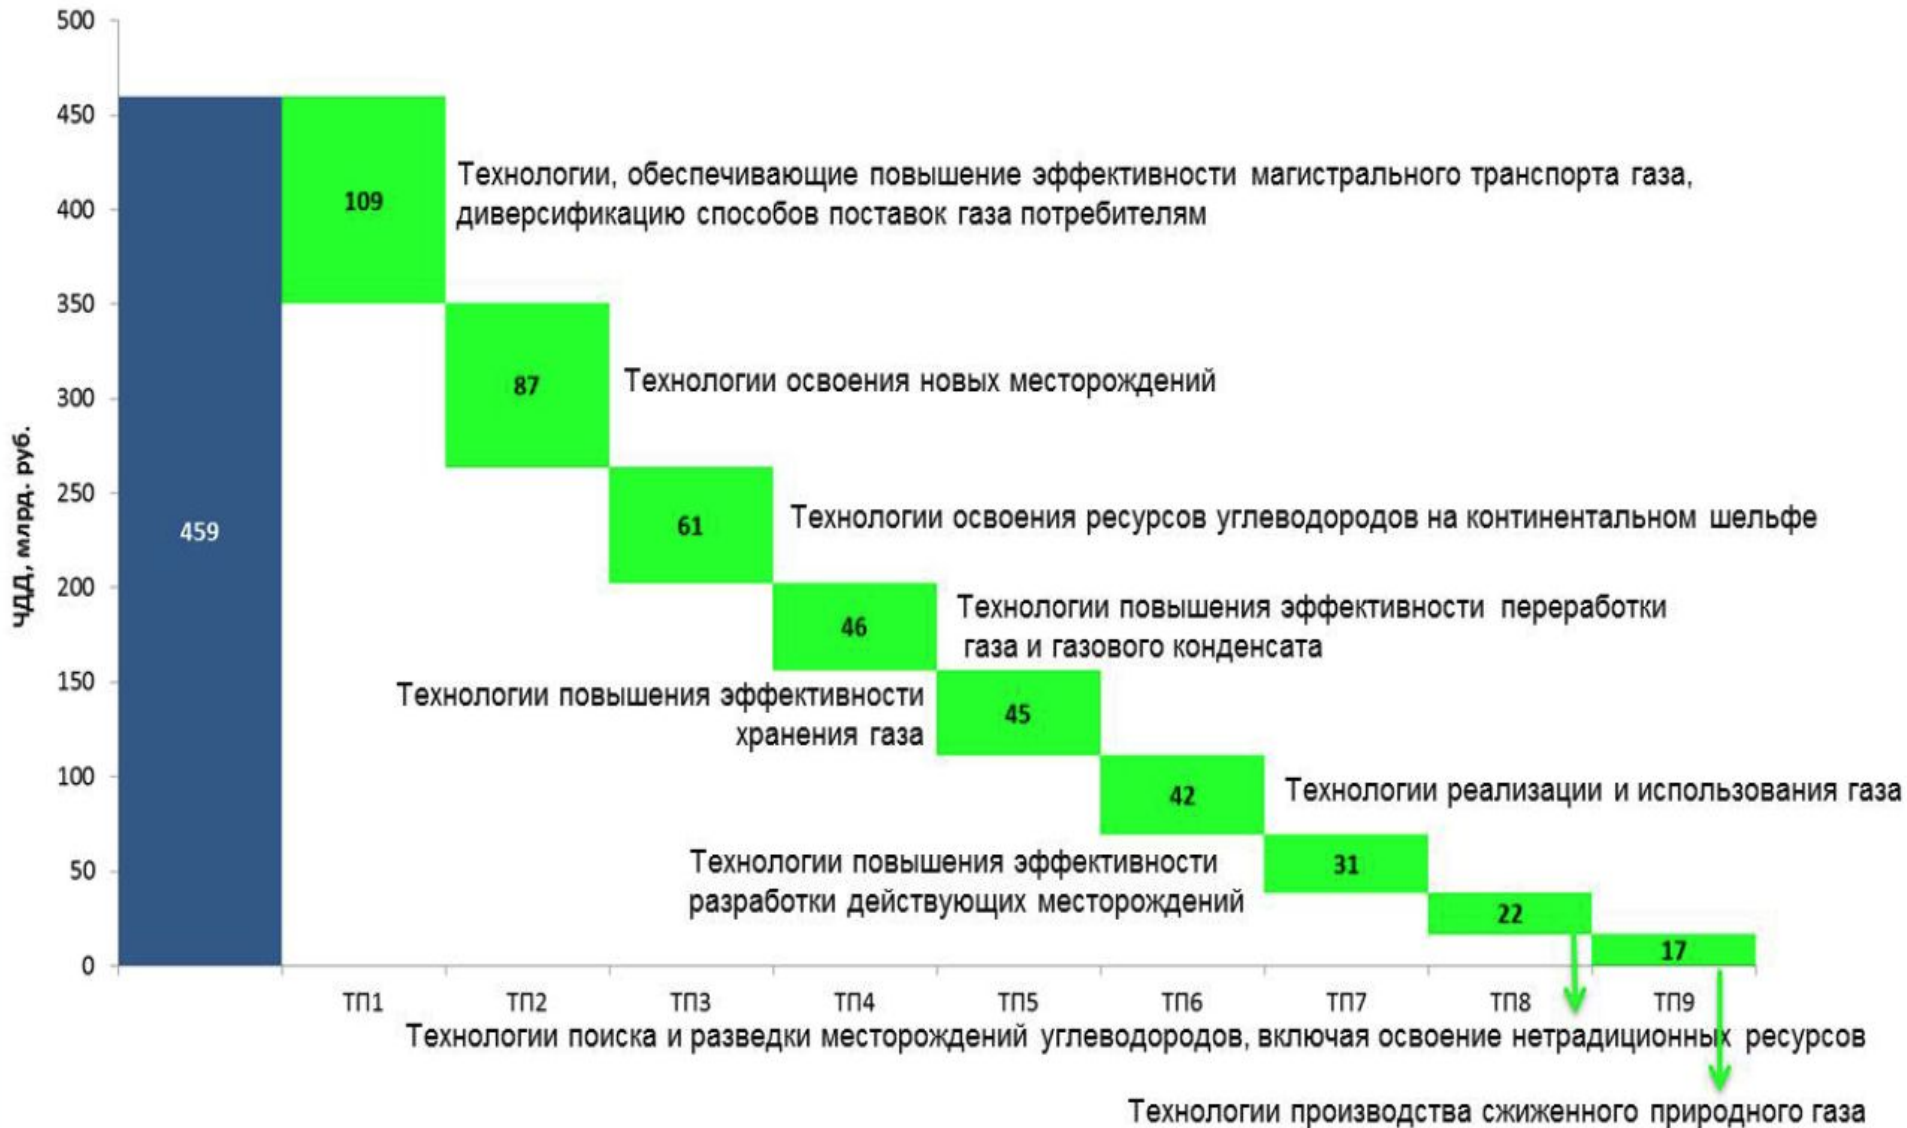 500
450
400
350
300
250
200
150
100
50
0
ЧДД, млрд. руб.
459
109
Технологии, обеспечивающие повышение эффективности магистрального транспорта газа,
диверсификацию способов поставок газа потребителям
87
Технологии освоения новых месторождений
61
Технологии освоения ресурсов углеводородов на континентальном шельфе
46
Технологии повышения эффективности переработки
газа и газового конденсата
Технологии повышения эффективности
хранения газа
45
42
Технологии реализации и использования газа
Технологии повышения эффективности
разработки действующих месторождений
31
22
17
ТП1 ТП2 ТП3 ТП4 ТП5 ТП6 ТП7 ТП8 ТП9
Технологии поиска и разведки месторождений углеводородов, включая освоение нетрадиционных ресурсов
Технологии производства сжиженного природного газа